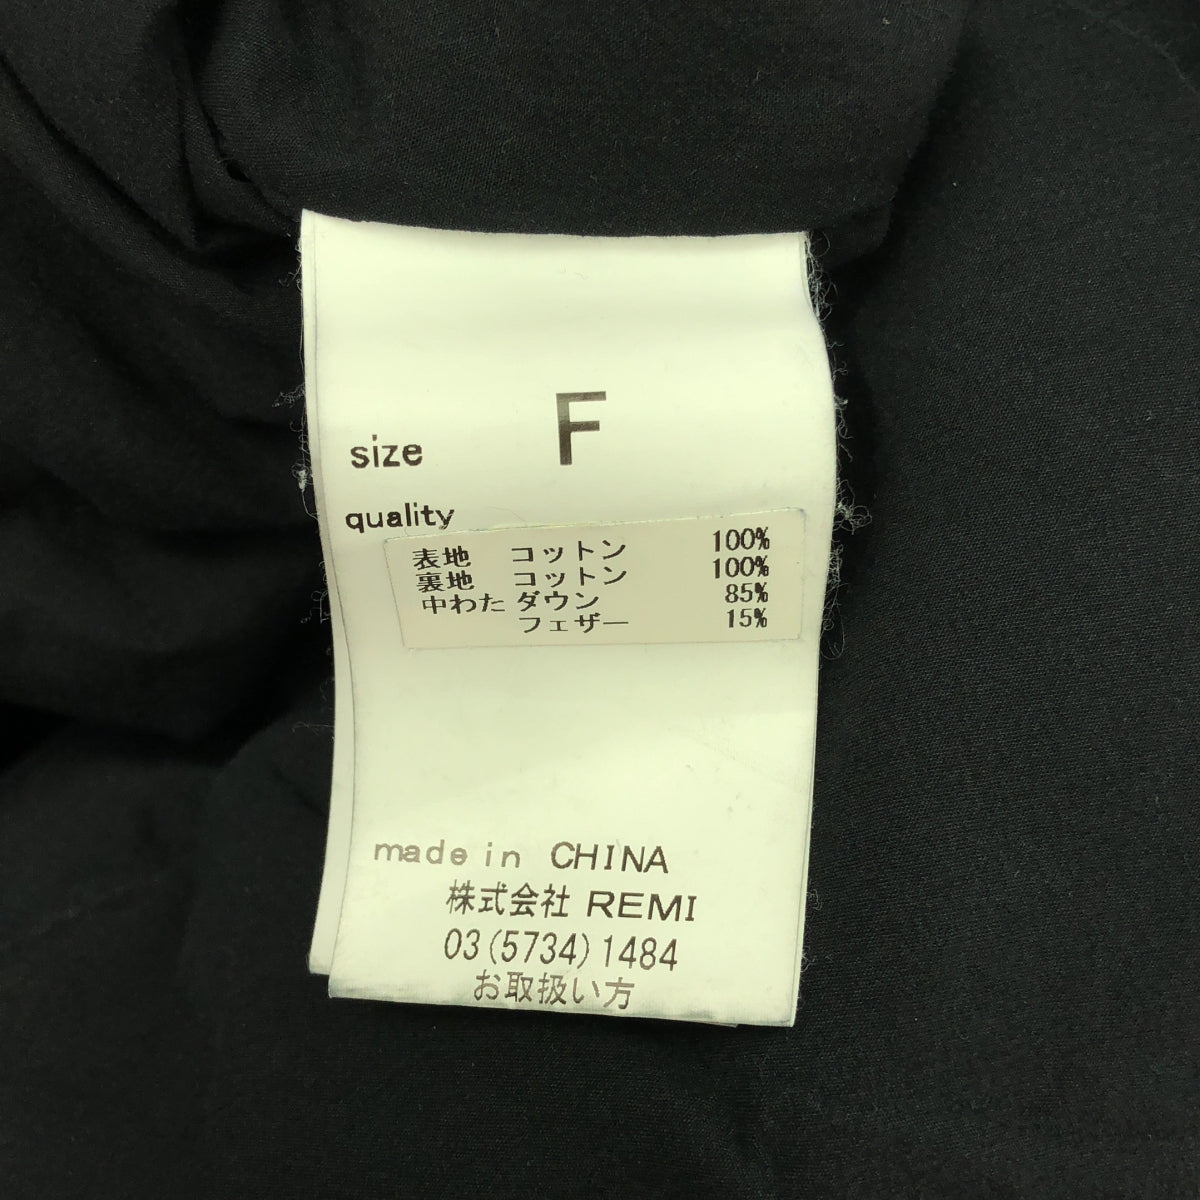 size F
quality
表地 コットン 100%
裏地 コットン 100%
中わた ダウン 85%
フェザー 15%
made in CHINA
株式会社 REMI
03(5734)1484
お取扱い方